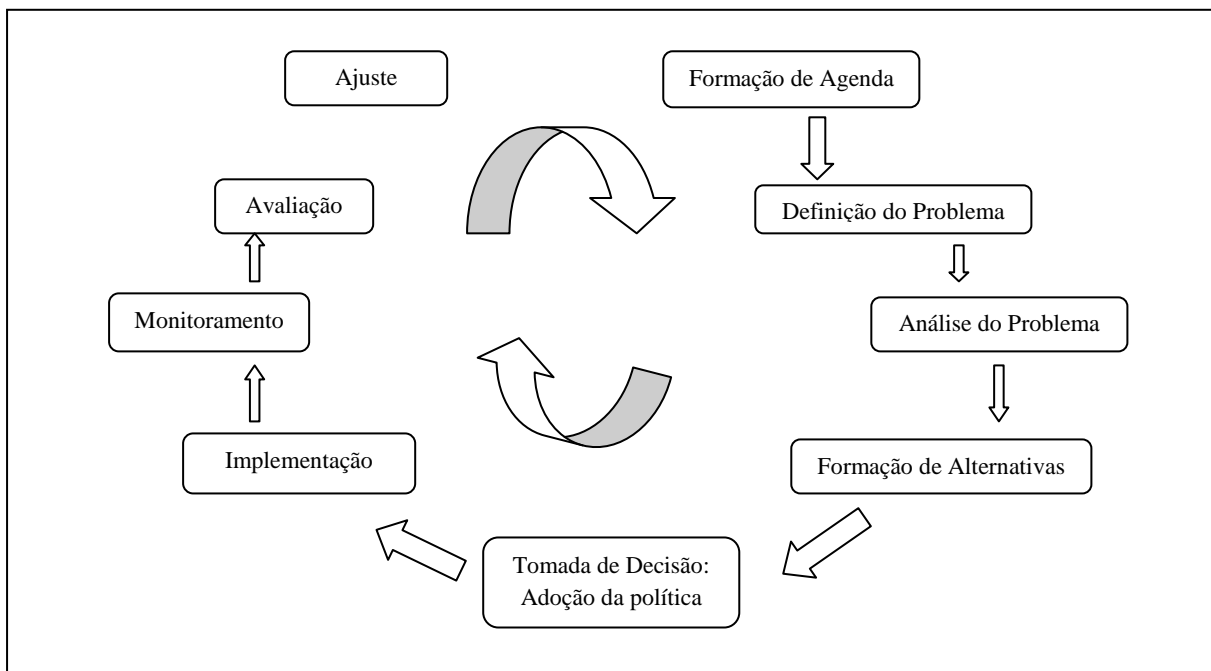 Ajuste
Formação de Agenda
Avaliação
Definição do Problema
Monitoramento
Análise do Problema
Implementação
Formação de Alternativas
Tomada de Decisão:
Adoção da política